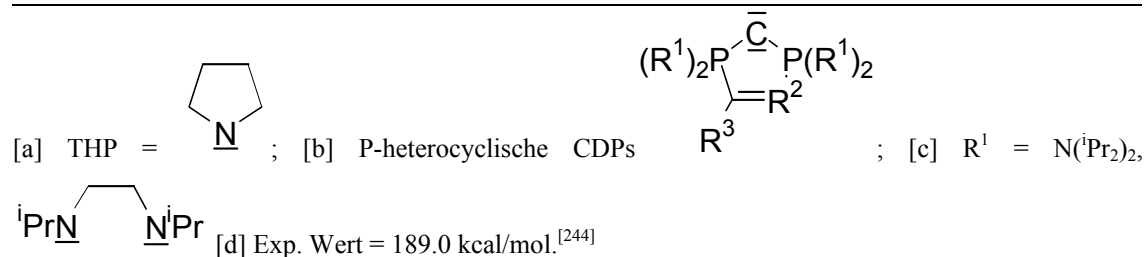 C
(R¹)₂P P(R¹)₂
R²
R³
N
[a] THP = ; [b] P-heterocyclische CDPs ; [c] R¹ = N(ⁱPr₂)₂,
ⁱPrN NⁱPr [d] Exp. Wert = 189.0 kcal/mol.[244]